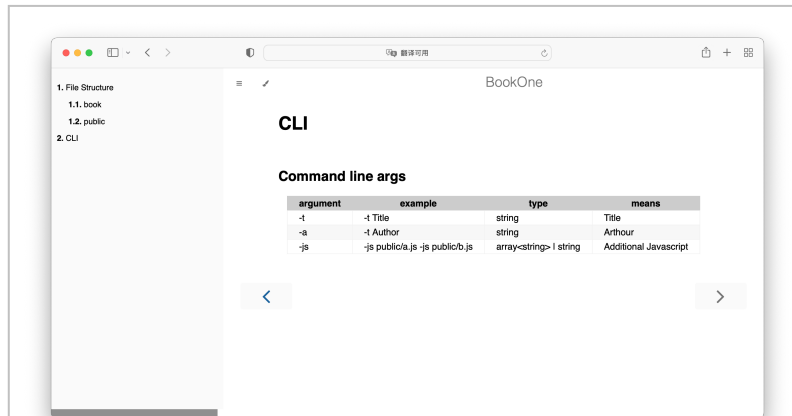 翻译可用
1. File Structure
1.1. book
1.2. public
2. CLI
BookOne
CLI
Command line args
argument example type means
-t -t Title string Title
-a -t Author string Arthour
-js -js public/a.js -js public/b.js array<string> | string Additional Javascript